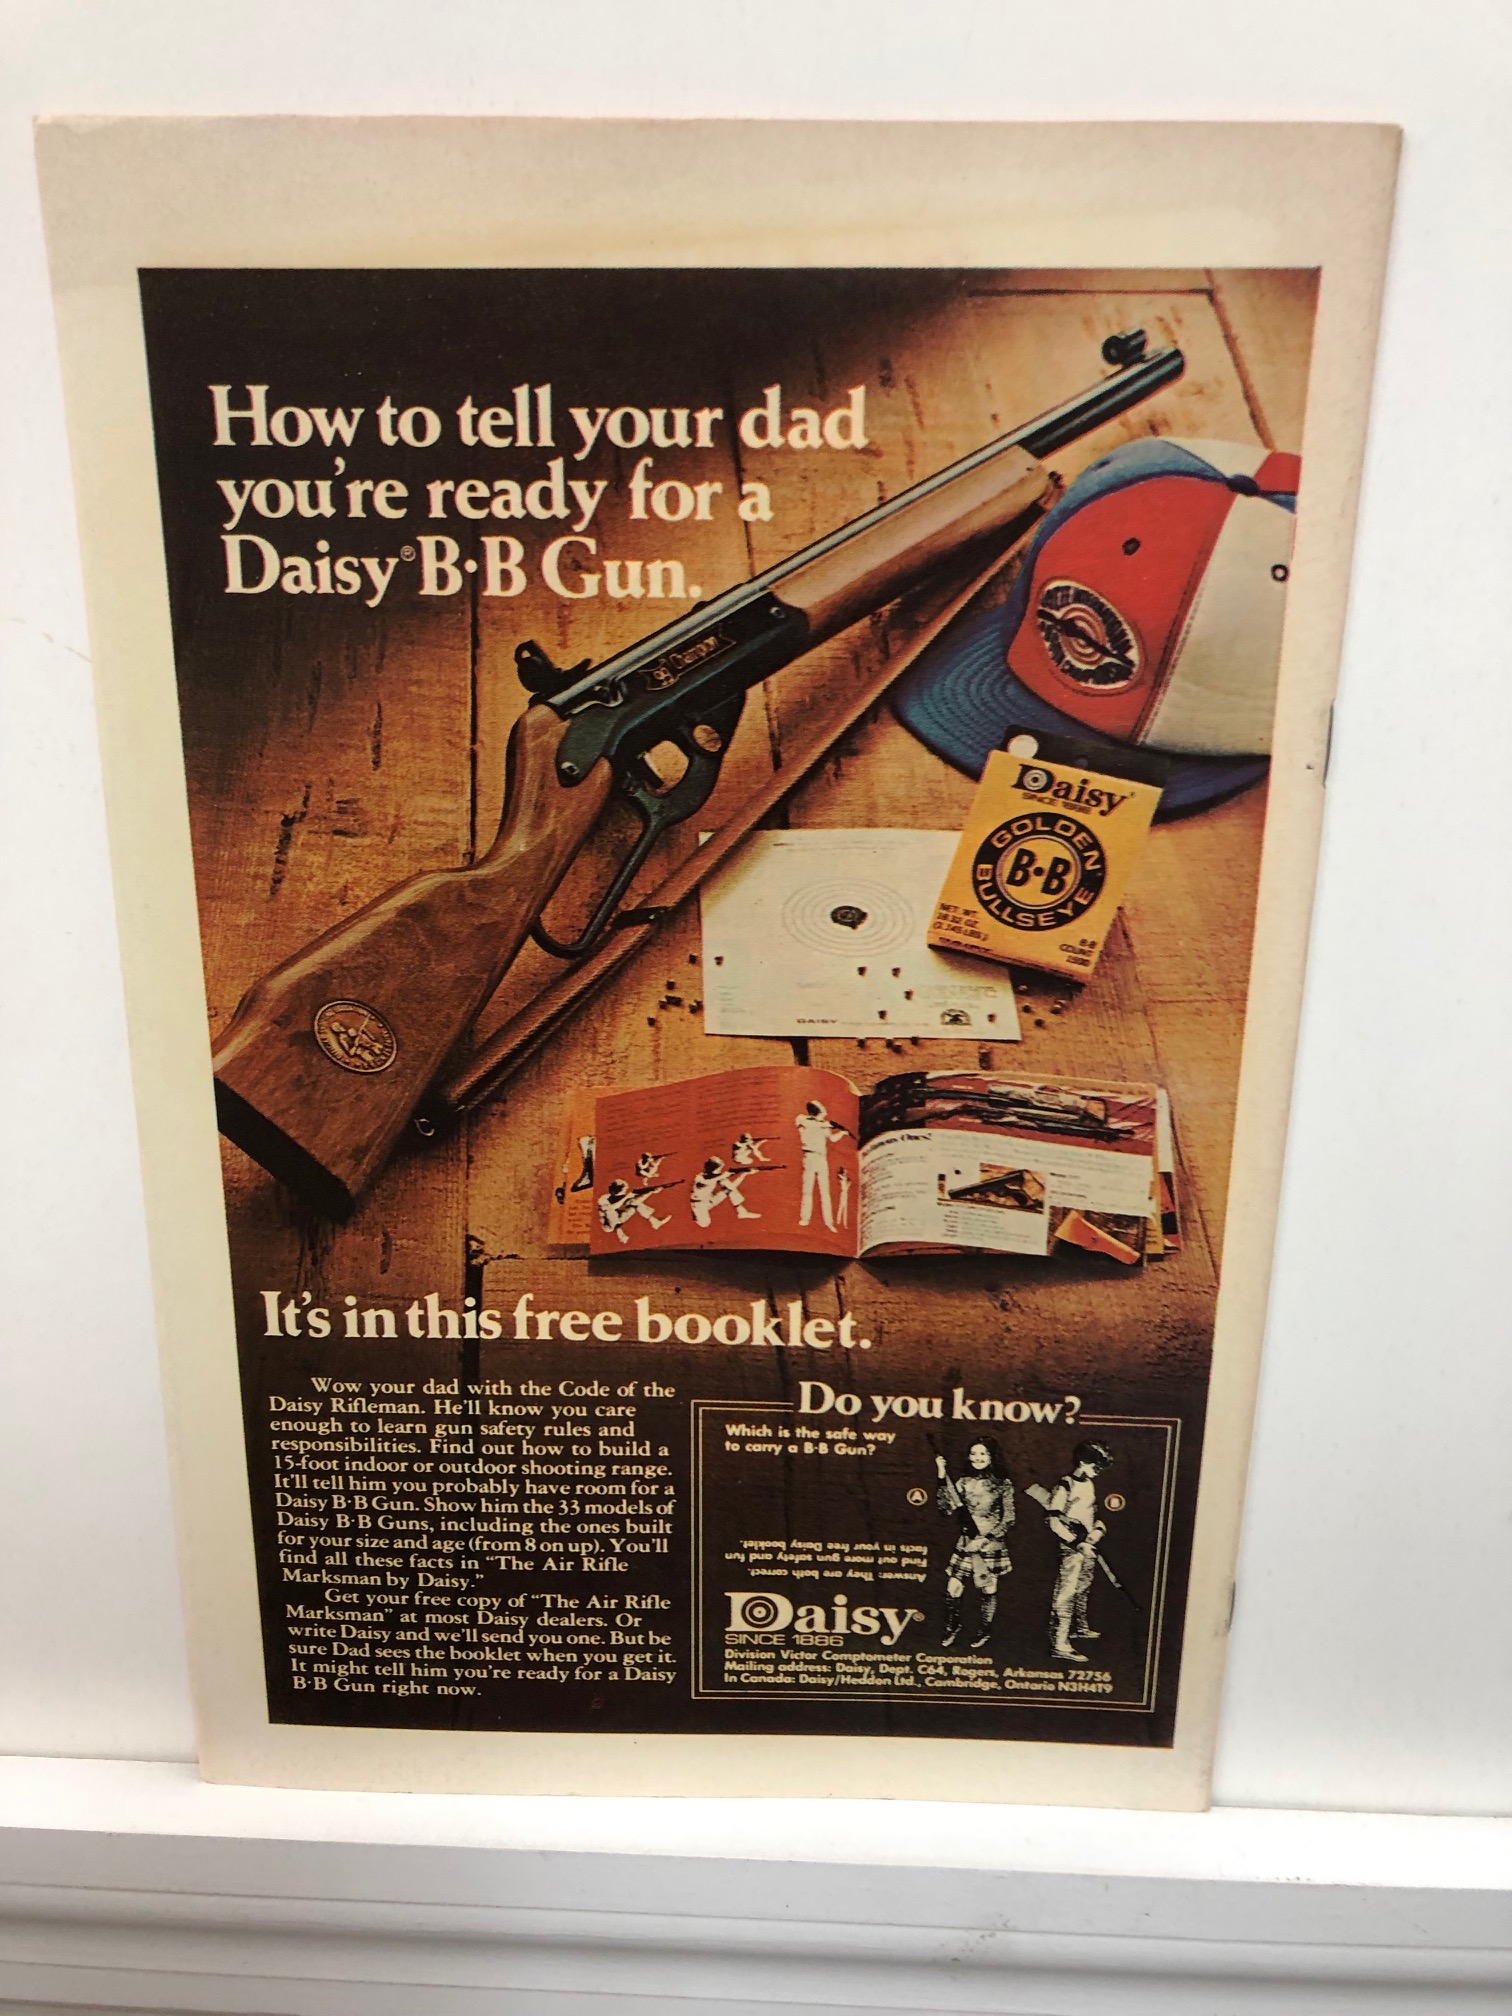 How to tell your dad
you're ready for a
Daisy® B·B Gun.
94 Champion
Daisy®
SINCE 1886
GOLDEN
B·B
BULLSEYE
NET WT.
B·B
COUNT
DAISY
It's in this free booklet.
Wow your dad with the Code of the
Daisy Rifleman. He'll know you care
enough to learn gun safety rules and
responsibilities. Find out how to build a
15-foot indoor or outdoor shooting range.
It'll tell him you probably have room for a
Daisy B·B Gun. Show him the 33 models of
Daisy B·B Guns, including the ones built
for your size and age (from 8 on up). You'll
find all these facts in “The Air Rifle
Marksman by Daisy.”
Get your free copy of “The Air Rifle
Marksman” at most Daisy dealers. Or
write Daisy and we'll send you one. But be
sure Dad sees the booklet when you get it.
It might tell him you're ready for a Daisy
B·B Gun right now.
Do you know?
Which is the safe way
to carry a B·B Gun?
A
B
Answer: They are both correct.
Find out more gun safety and fun
facts in your free Daisy booklet.
Daisy®
SINCE 1886
Division Victor Comptometer Corporation
Mailing address: Daisy, Dept. C64, Rogers, Arkansas 72756
In Canada: Daisy/Heddon Ltd., Cambridge, Ontario N3H4T9